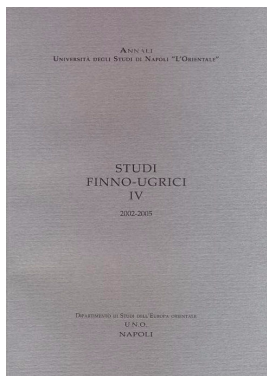 ANNALI
UNIVERSITÀ DEGLI STUDI DI NAPOLI "L'ORIENTALE"
STUDI
FINNO-UGRICI
IV
2002-2005
DIPARTIMENTO DI STUDI DELL'EUROPA ORIENTALE
U.N.O.
NAPOLI